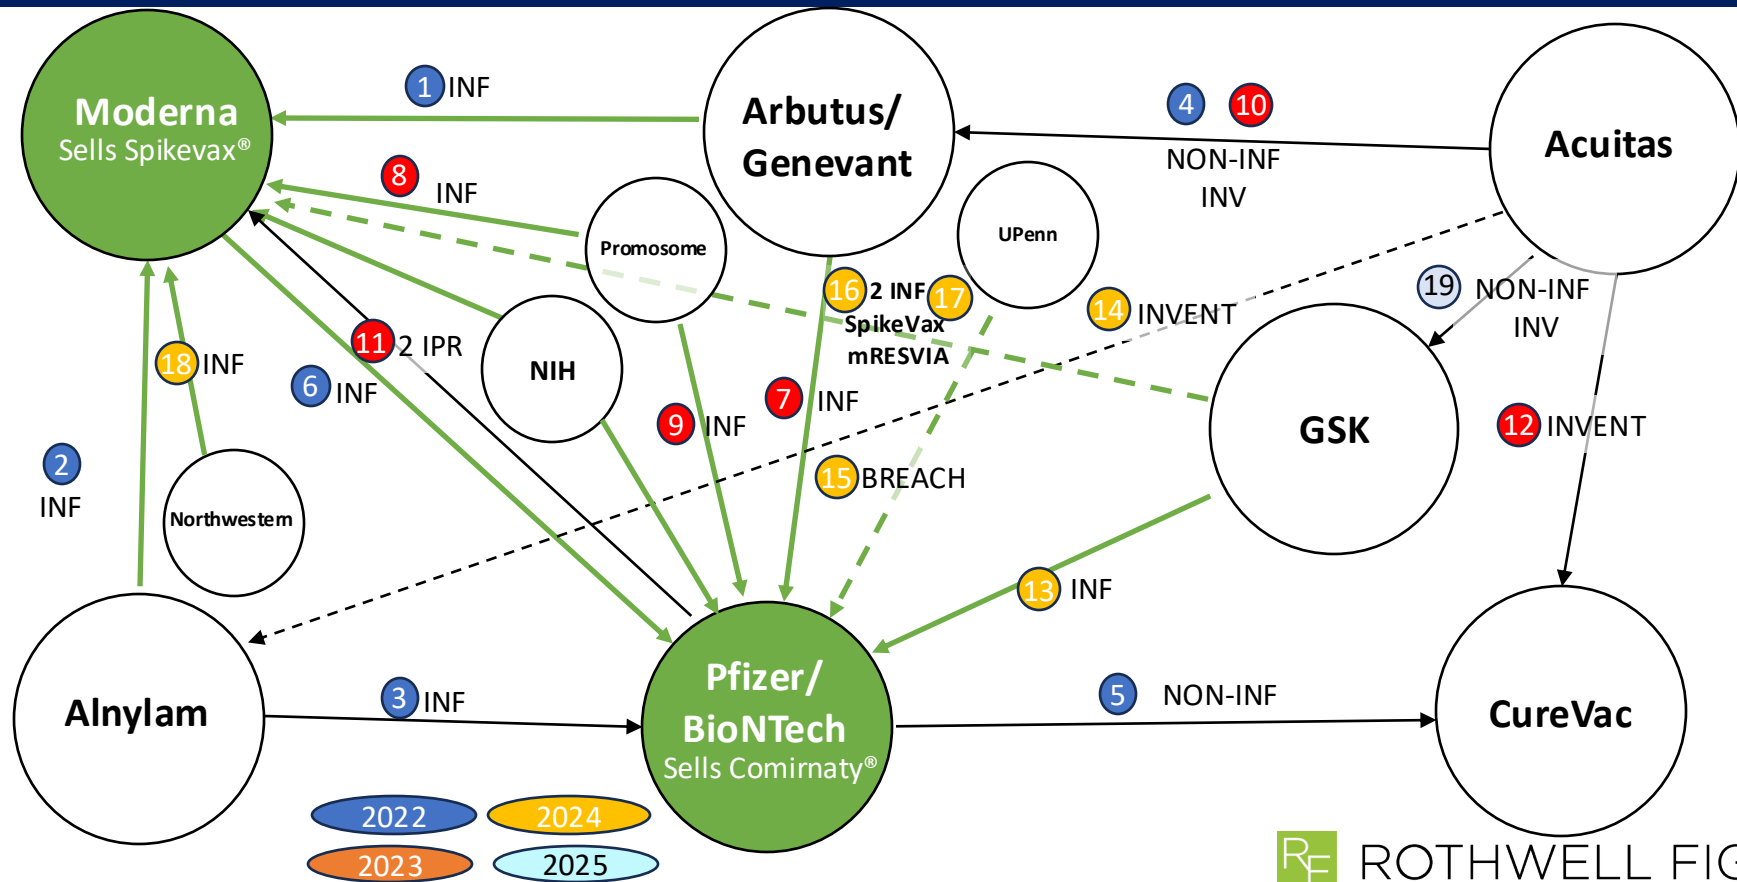 Moderna
Sells Spikevax®
1 INF
Arbutus/
Genevant
4 10
NON-INF
INV
Acuitas
8 INF
Promosome
UPenn
16 2 INF 17
SpikeVax
mRESVIA
14 INVENT
19 NON-INF
INV
18 INF
11 2 IPR
6 INF
NIH
9 INF
7 INF
GSK
12 INVENT
2
INF
15 BREACH
Northwestern
13 INF
Alnylam
3 INF
Pfizer/
BioNTech
Sells Comirnaty®
5 NON-INF
CureVac
2022
2024
2023
2025
RF ROTHWELL FIG